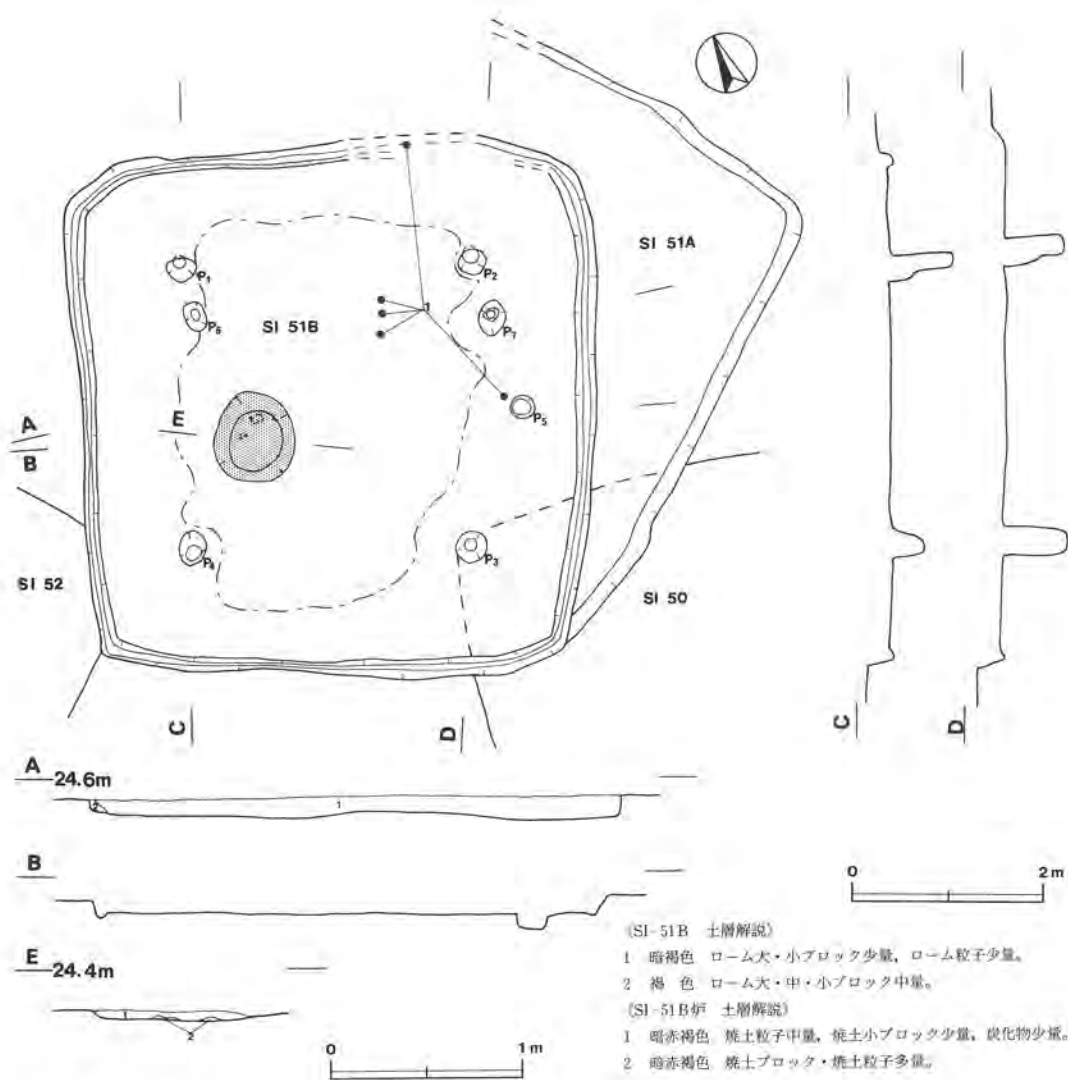 SI 51A
P1
P2
P6
P7
SI 51B
1
E
P5
A
B
P4
P3
SI 52
SI 50
C
D
C
D
A
24.6m
2
1
B
0
2m
E
24.4m
1
2
0
1m
(SI-51B 土層解説)
1 暗褐色 ローム大・小ブロック少量，ローム粒子少量。
2 褐 色 ローム大・中・小ブロック中量。
(SI-51B炉 土層解説)
1 暗赤褐色 焼土粒子中量，焼土小ブロック少量，炭化物少量。
2 暗赤褐色 焼土ブロック・焼土粒子多量。